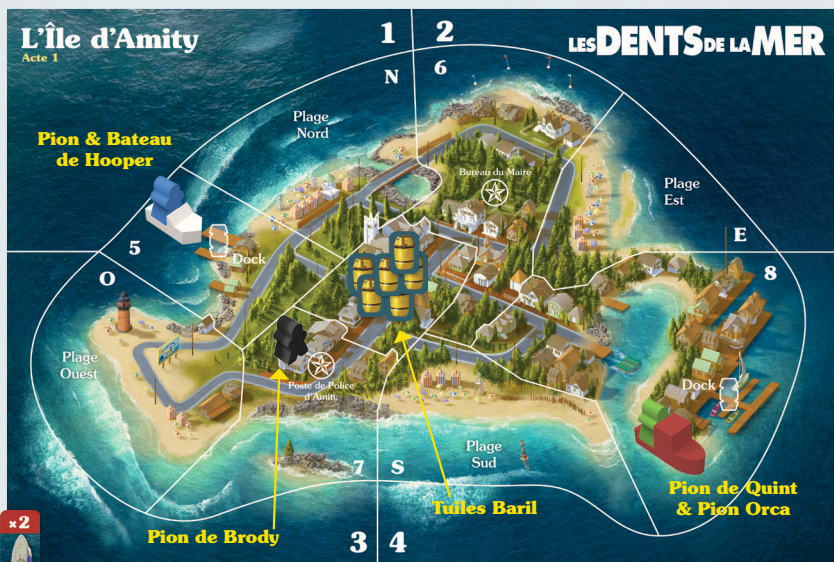 L'Île d'Amity
Acte 1
1
2
LES DENTS DE LA MER
N
6
Plage
Nord
Pion & Bateau
de Hooper
Bureau du Maire
Plage
Est
E
5
Dock
O
8
Plage
Ouest
Poste de Police
d'Amity
Dock
Plage
Sud
7
S
Pion de Quint
& Pion Orca
Tuiles Baril
Pion de Brody
×2
3
4